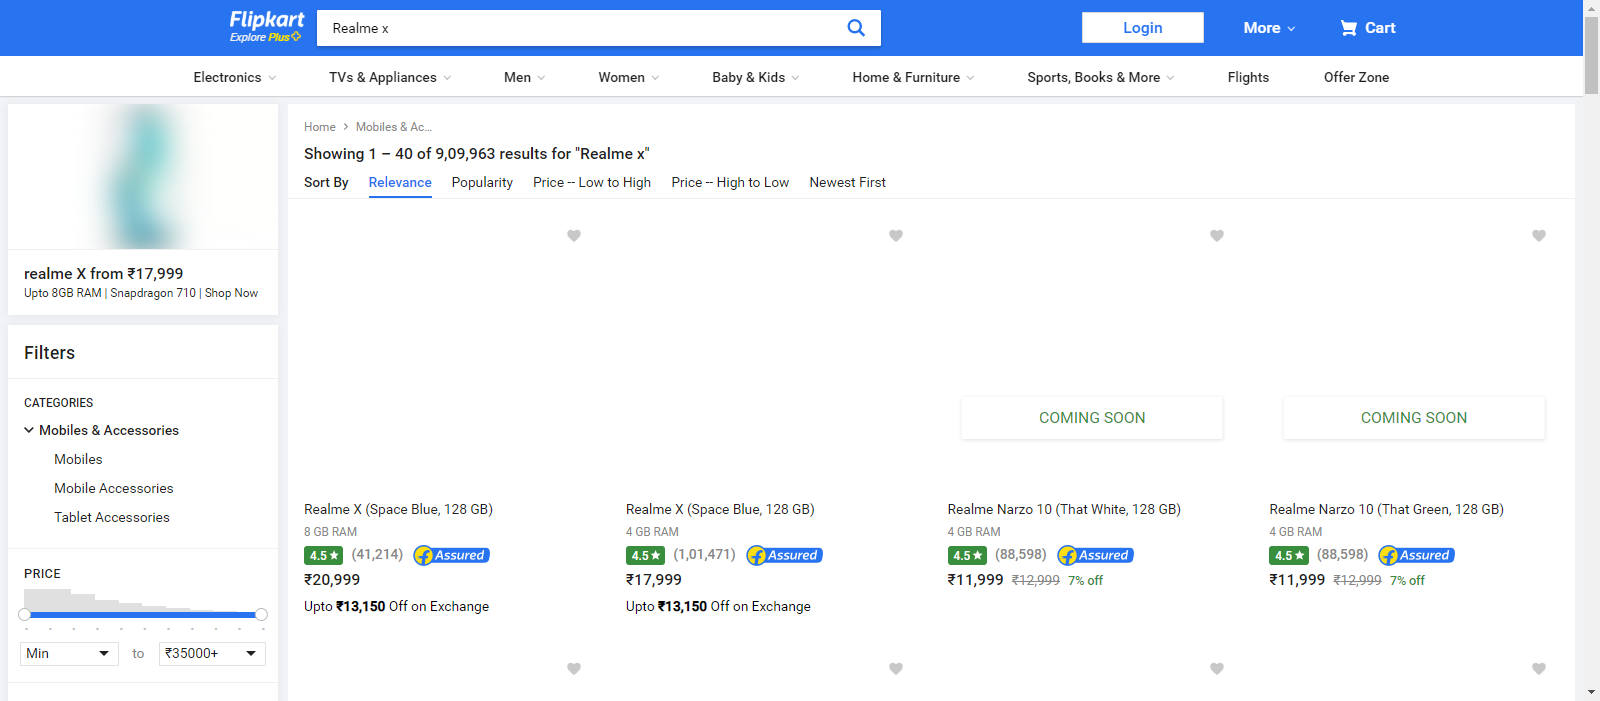 Flipkart
Explore Plus
Realme x
Login
More
Cart
Electronics
TVs & Appliances
Men
Women
Baby & Kids
Home & Furniture
Sports, Books & More
Flights
Offer Zone
realme X from ₹17,999
Upto 8GB RAM | Snapdragon 710 | Shop Now
Filters
CATEGORIES
Mobiles & Accessories
Mobiles
Mobile Accessories
Tablet Accessories
PRICE
Min to ₹35000+
Home > Mobiles & Ac...
Showing 1 – 40 of 9,09,963 results for "Realme x"
Sort By Relevance Popularity Price -- Low to High Price -- High to Low Newest First
Realme X (Space Blue, 128 GB)
8 GB RAM
4.5★ (41,214) f Assured
₹20,999
Upto ₹13,150 Off on Exchange
Realme X (Space Blue, 128 GB)
4 GB RAM
4.5★ (1,01,471) f Assured
₹17,999
Upto ₹13,150 Off on Exchange
COMING SOON
Realme Narzo 10 (That White, 128 GB)
4 GB RAM
4.5★ (88,598) f Assured
₹11,999 ₹12,999 7% off
COMING SOON
Realme Narzo 10 (That Green, 128 GB)
4 GB RAM
4.5★ (88,598) f Assured
₹11,999 ₹12,999 7% off